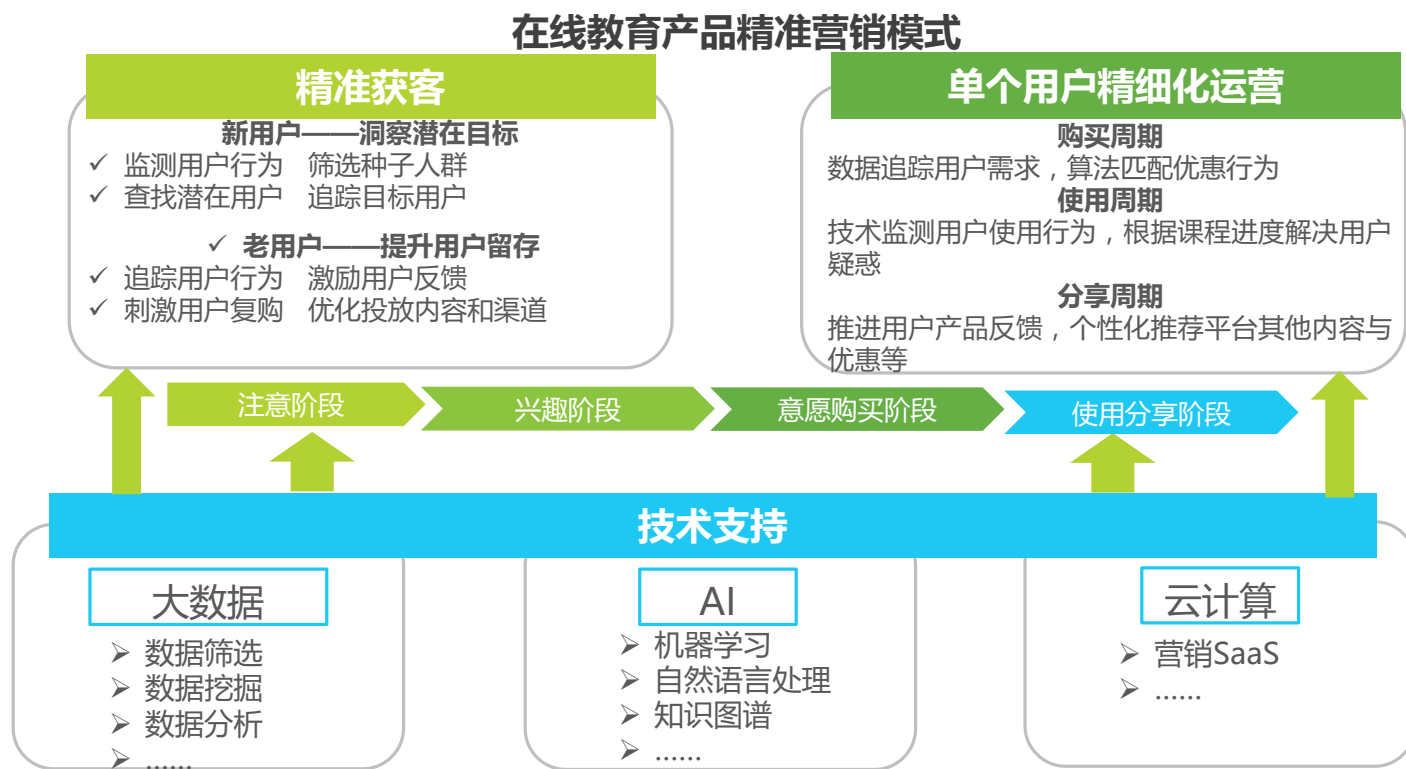 在线教育产品精准营销模式
精准获客
新用户——洞察潜在目标
✓ 监测用户行为 筛选种子人群
✓ 查找潜在用户 追踪目标用户
✓ 老用户——提升用户留存
✓ 追踪用户行为 激励用户反馈
✓ 刺激用户复购 优化投放内容和渠道
单个用户精细化运营
购买周期
数据追踪用户需求，算法匹配优惠行为
使用周期
技术监测用户使用行为，根据课程进度解决用户
疑惑
分享周期
推进用户产品反馈，个性化推荐平台其他内容与
优惠等
注意阶段
兴趣阶段
意愿购买阶段
使用分享阶段
技术支持
大数据
➢ 数据筛选
➢ 数据挖掘
➢ 数据分析
➢ ......
AI
➢ 机器学习
➢ 自然语言处理
➢ 知识图谱
➢ ......
云计算
➢ 营销SaaS
➢ ......